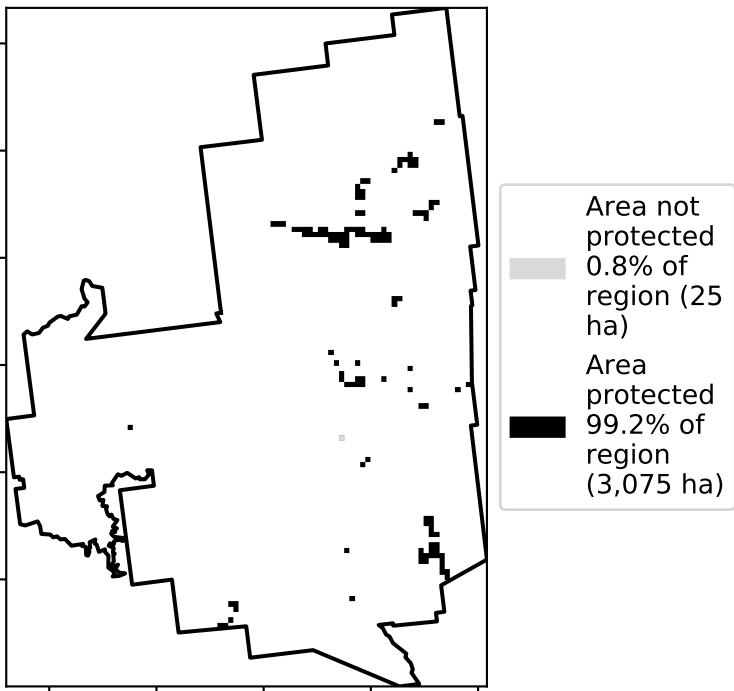 Area not
protected
0.8% of
region (25
ha)
Area
protected
99.2% of
region
(3,075 ha)